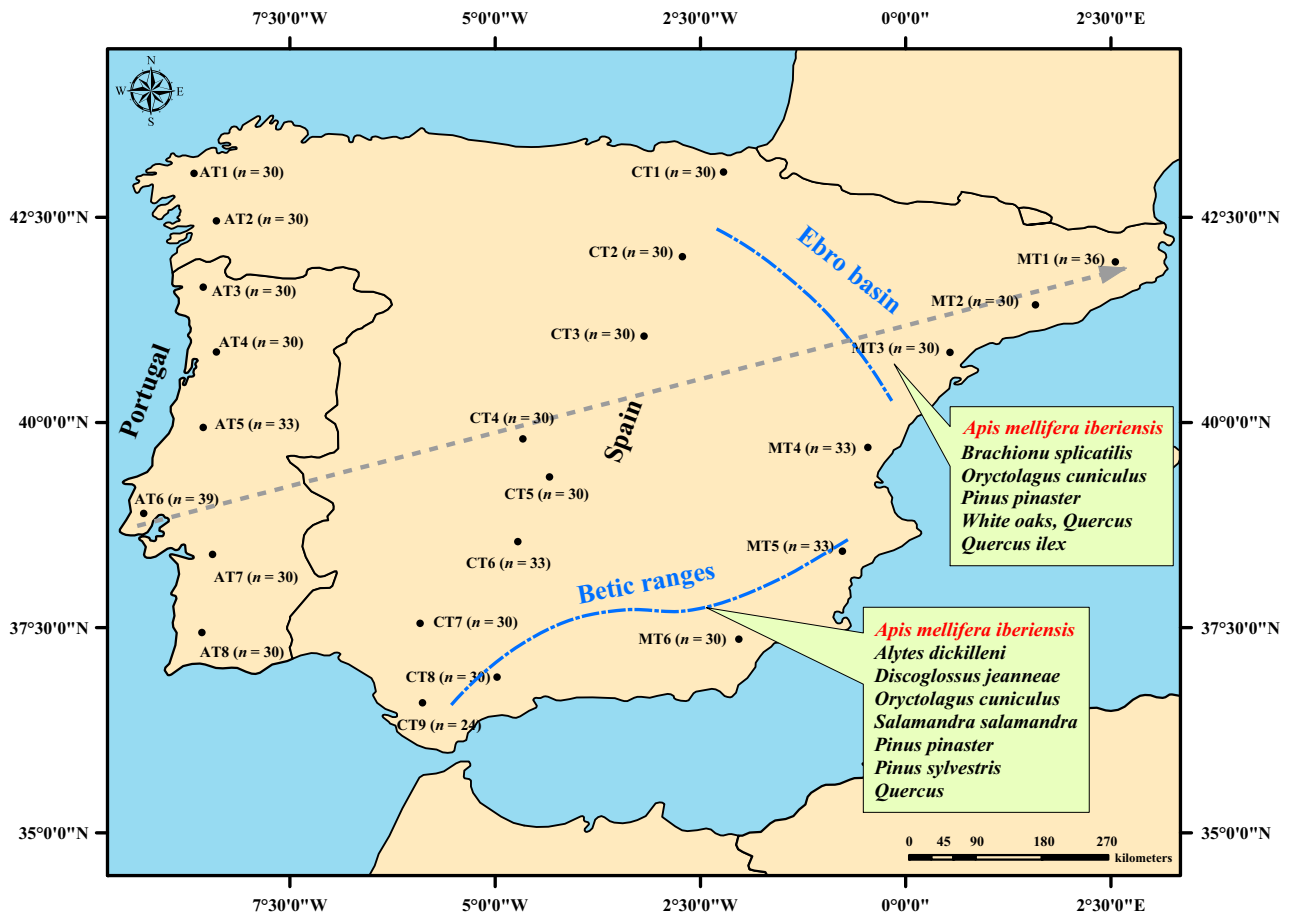 7°30'0"W 5°0'0"W 2°30'0"W 0°0'0" 2°30'0"E
N
W E
S
AT1 (n = 30)
CT1 (n = 30)
42°30'0"N
AT2 (n = 30)
42°30'0"N
Ebro basin
CT2 (n = 30)
MT1 (n = 36)
AT3 (n = 30)
MT2 (n = 30)
CT3 (n = 30)
AT4 (n = 30)
MT3 (n = 30)
Portugal
40°0'0"N
AT5 (n = 33)
CT4 (n = 30)
Spain
40°0'0"N
Apis mellifera iberiensis
Brachionu splicatilis
Oryctolagus cuniculus
Pinus pinaster
White oaks, Quercus
Quercus ilex
MT4 (n = 33)
AT6 (n = 39)
CT5 (n = 30)
MT5 (n = 33)
CT6 (n = 33)
AT7 (n = 30)
Betic ranges
37°30'0"N
CT7 (n = 30)
37°30'0"N
MT6 (n = 30)
AT8 (n = 30)
CT8 (n = 30)
CT9 (n = 24)
Apis mellifera iberiensis
Alytes dickilleni
Discoglossus jeanneae
Oryctolagus cuniculus
Salamandra salamandra
Pinus pinaster
Pinus sylvestris
Quercus
35°0'0"N
35°0'0"N
0 45 90 180 270
kilometers
7°30'0"W 5°0'0"W 2°30'0"W 0°0'0" 2°30'0"E